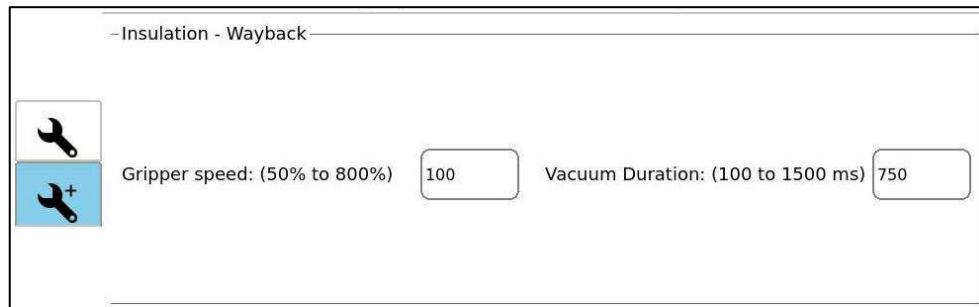 Insulation - Wayback
Gripper speed: (50% to 800%) 100 Vacuum Duration: (100 to 1500 ms) 750